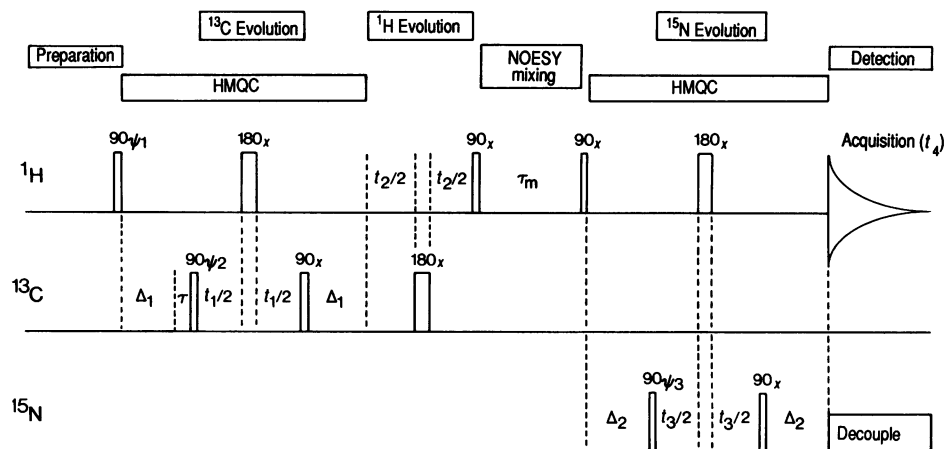 ¹³C Evolution ¹H Evolution ¹⁵N Evolution
Preparation NOESY mixing Detection
HMQC HMQC
90ψ1 180x 90x 90x 180x Acquisition (t₄)
¹H t₂/2 t₂/2 τm
90ψ2 90x 180x
¹³C Δ₁ τ t₁/2 t₁/2 Δ₁
90ψ3 90x
¹⁵N Δ₂ t₃/2 t₃/2 Δ₂
Decouple